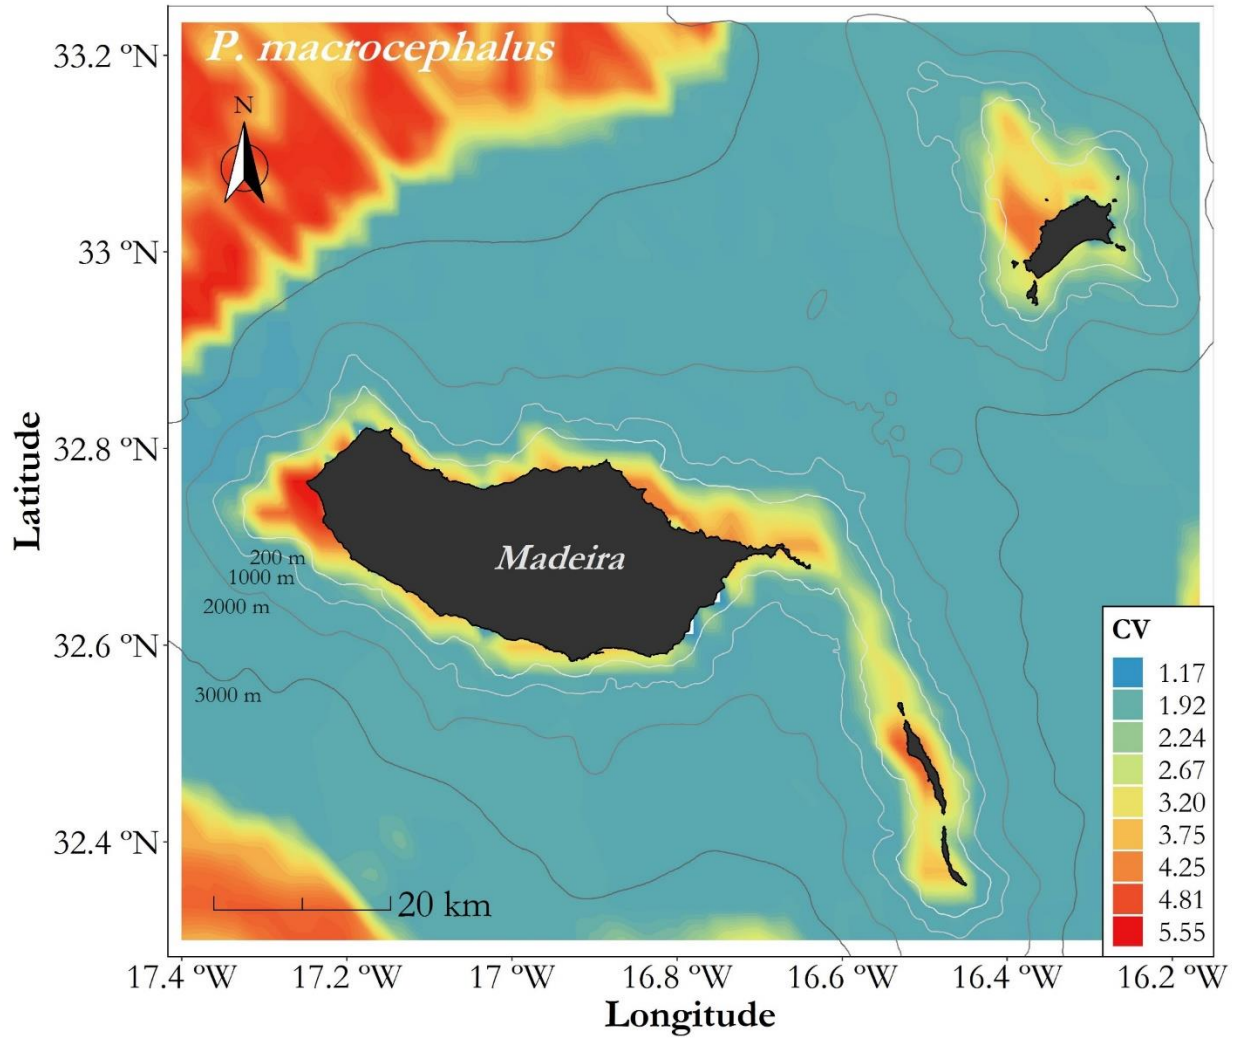 P. macrocephalus
N
33.2 ºN
33 ºN
32.8 ºN
32.6 ºN
32.4 ºN
Latitude
Madeira
200 m
1000 m
2000 m
3000 m
20 km
CV
1.17
1.92
2.24
2.67
3.20
3.75
4.25
4.81
5.55
17.4 ºW 17.2 ºW 17 ºW 16.8 ºW 16.6 ºW 16.4 ºW 16.2 ºW
Longitude